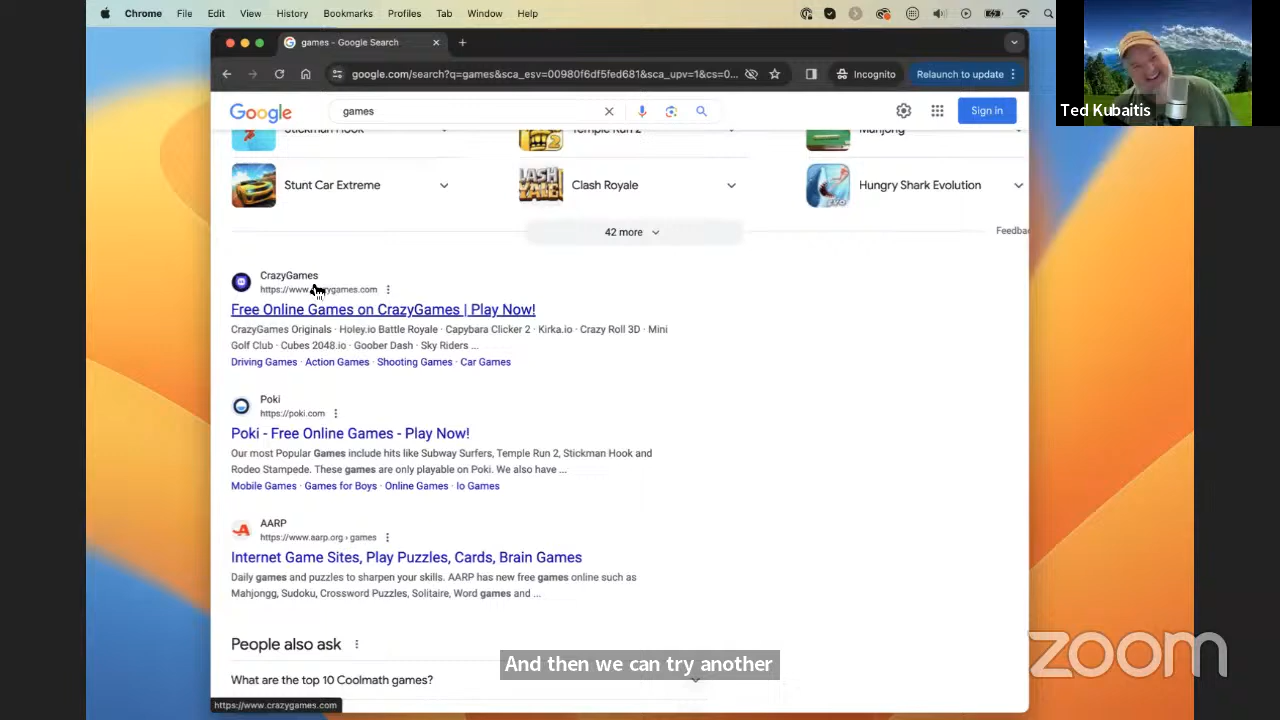 Chrome File Edit View History Bookmarks Profiles Tab Window Help
games - Google Search
google.com/search?q=games&sca_esv=00980f6df5fed681&sca_upv=1&cs=0...
Incognito
Relaunch to update
Ted Kubaitis
Google
games
Sign in
Stickman Hook
Temple Run 2
Mahjong
Stunt Car Extreme
CLASH ROYALE
Clash Royale
EVO
Hungry Shark Evolution
42 more
Feedba
CrazyGames
https://www.crazygames.com
Free Online Games on CrazyGames | Play Now!
CrazyGames Originals · Holey.io Battle Royale · Capybara Clicker 2 · Kirka.io · Crazy Roll 3D · Mini
Golf Club · Cubes 2048.io · Goober Dash · Sky Riders ...
Driving Games · Action Games · Shooting Games · Car Games
Poki
https://poki.com
Poki - Free Online Games - Play Now!
Our most Popular Games include hits like Subway Surfers, Temple Run 2, Stickman Hook and
Rodeo Stampede. These games are only playable on Poki. We also have ...
Mobile Games · Games for Boys · Online Games · Io Games
AARP
https://www.aarp.org › games
Internet Game Sites, Play Puzzles, Cards, Brain Games
Daily games and puzzles to sharpen your skills. AARP has new free games online such as
Mahjongg, Sudoku, Crossword Puzzles, Solitaire, Word games and ...
People also ask
What are the top 10 Coolmath games?
And then we can try another
zoom
https://www.crazygames.com